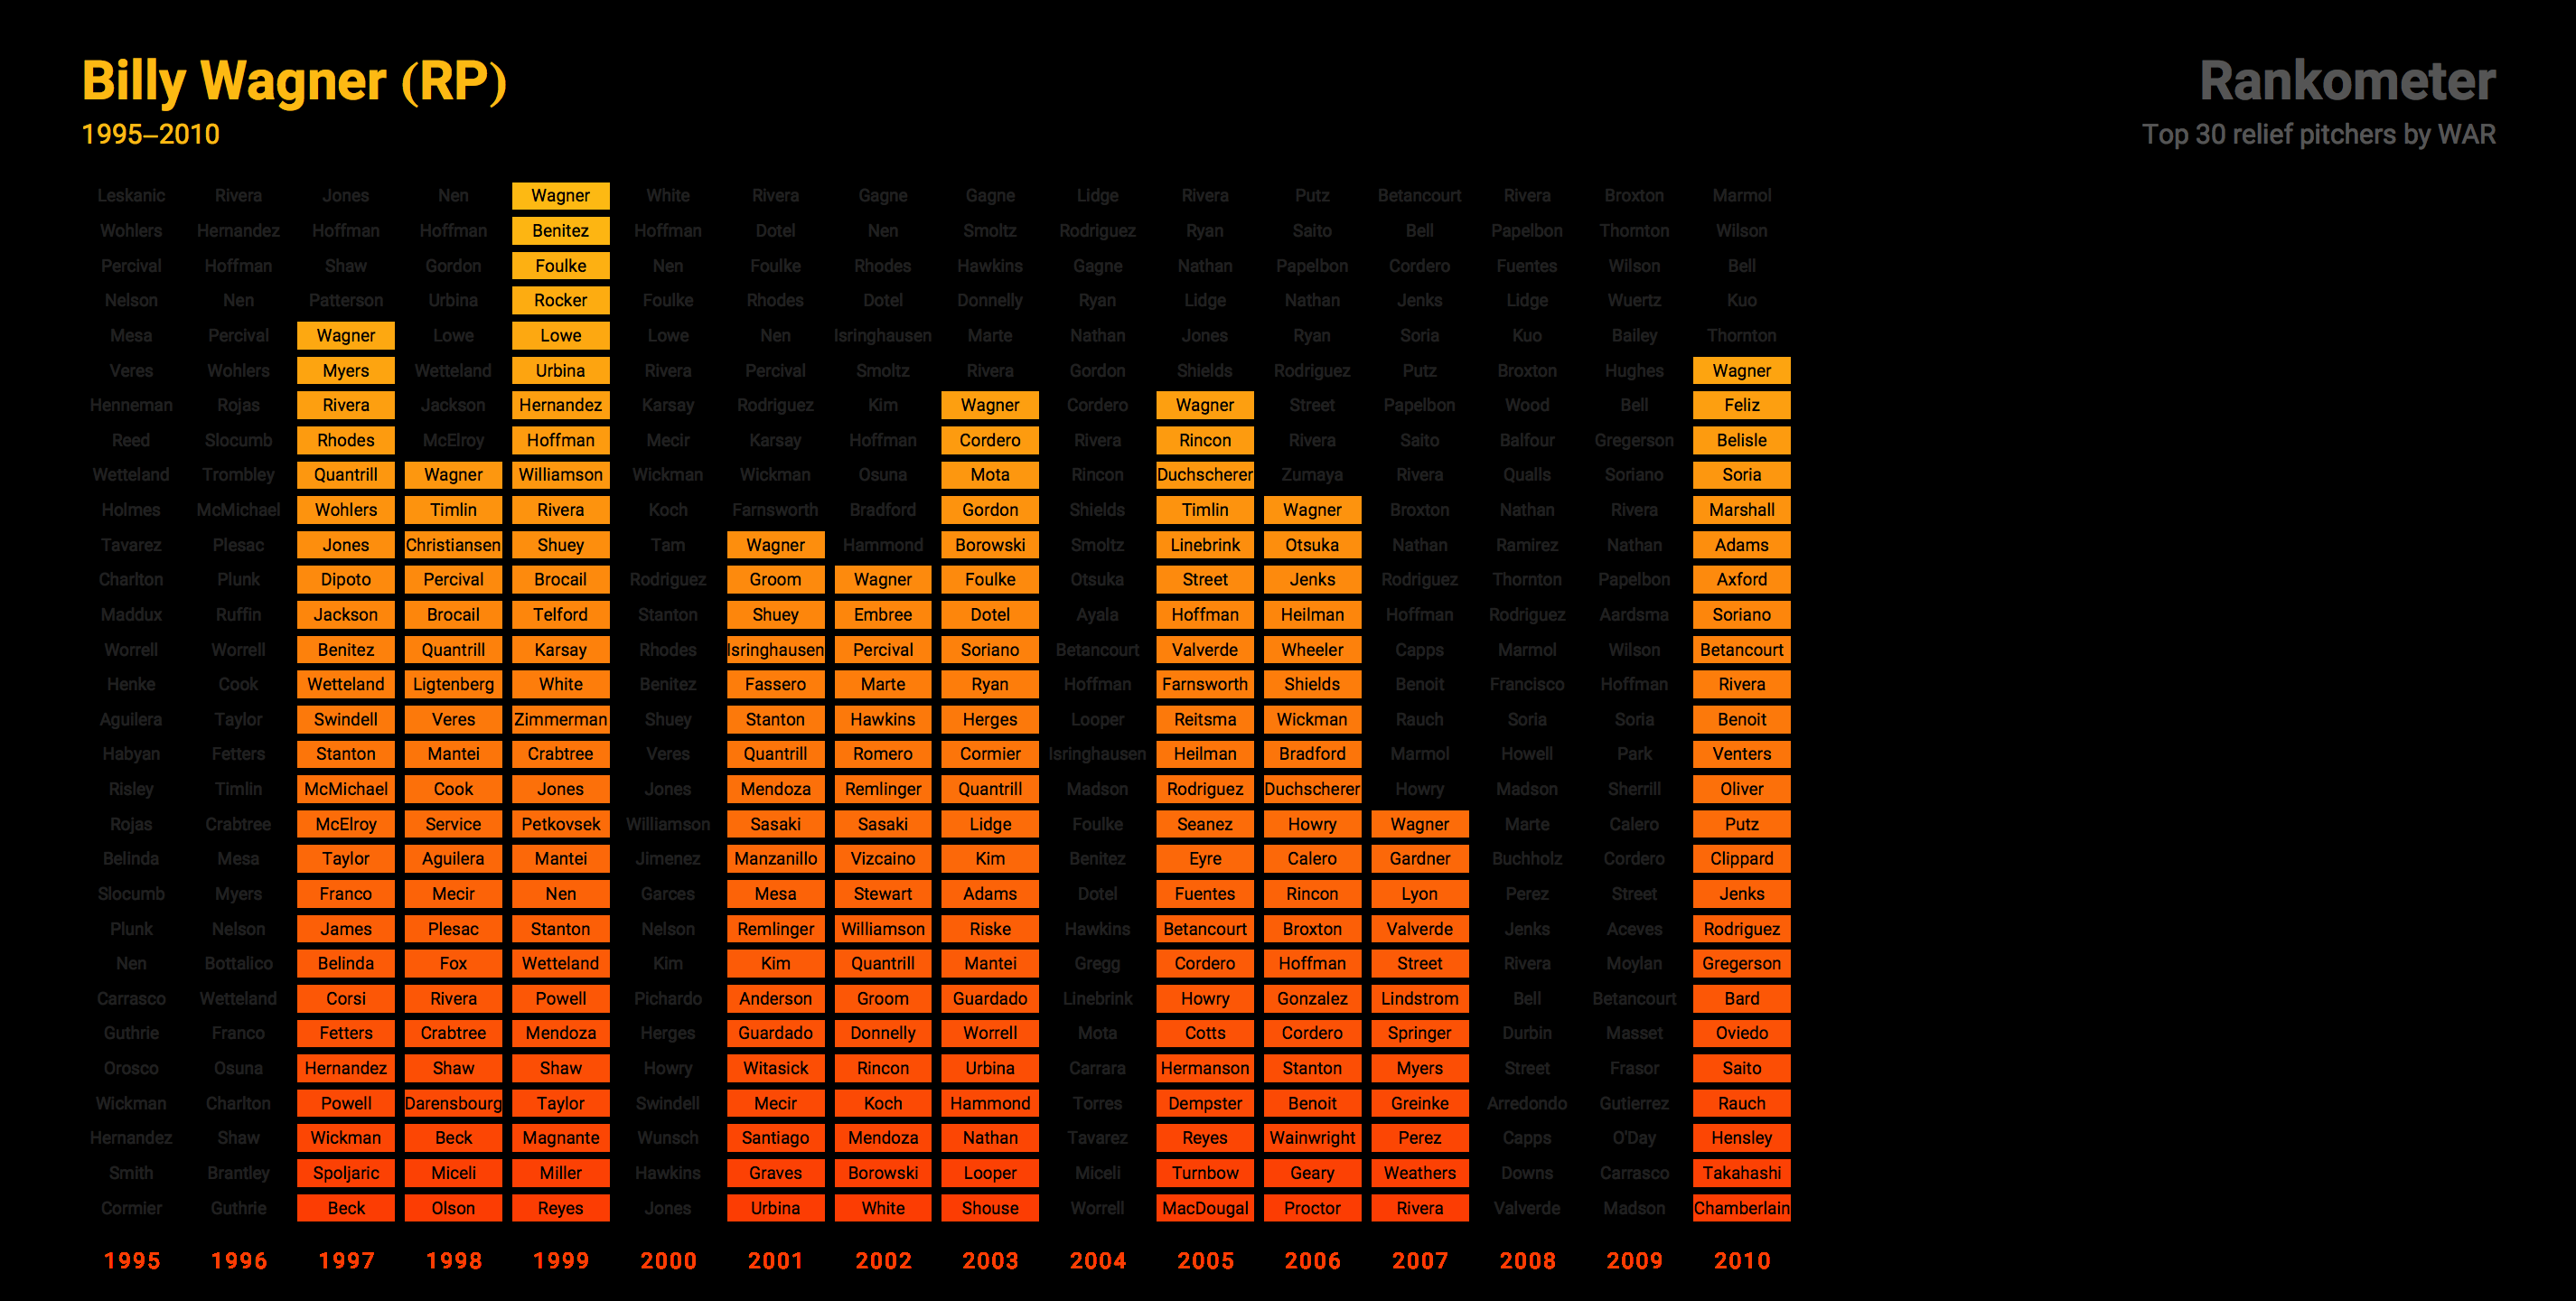 Billy Wagner (RP)
1995–2010
Rankometer
Top 30 relief pitchers by WAR
Leskanic Rivera Jones Nen Wagner White Rivera Gagne Gagne Lidge Rivera Putz Betancourt Rivera Broxton Marmol
Wohlers Hernandez Hoffman Hoffman Benitez Hoffman Dotel Nen Smoltz Rodriguez Ryan Saito Bell Papelbon Thornton Wilson
Percival Hoffman Shaw Gordon Foulke Nen Foulke Rhodes Hawkins Gagne Nathan Papelbon Cordero Fuentes Wilson Bell
Nelson Nen Patterson Urbina Rocker Foulke Rhodes Dotel Donnelly Ryan Lidge Nathan Jenks Lidge Wuertz Kuo
Mesa Percival Wagner Lowe Lowe Lowe Nen Isringhausen Marte Nathan Jones Ryan Soria Kuo Bailey Thornton
Veres Wohlers Myers Wetteland Urbina Rivera Percival Smoltz Rivera Gordon Shields Rodriguez Putz Broxton Hughes Wagner
Henneman Rojas Rivera Jackson Hernandez Karsay Rodriguez Kim Wagner Cordero Wagner Street Papelbon Wood Bell Feliz
Reed Slocumb Rhodes McElroy Hoffman Mecir Karsay Hoffman Cordero Rivera Rincon Rivera Saito Balfour Gregerson Belisle
Wetteland Trombley Quantrill Wagner Williamson Wickman Wickman Osuna Mota Rincon Duchscherer Zumaya Rivera Qualls Soriano Soria
Holmes McMichael Wohlers Timlin Rivera Koch Farnsworth Bradford Gordon Shields Timlin Wagner Broxton Nathan Rivera Marshall
Tavarez Plesac Jones Christiansen Shuey Tam Wagner Hammond Borowski Smoltz Linebrink Otsuka Nathan Ramirez Nathan Adams
Charlton Plunk Dipoto Percival Brocail Rodriguez Groom Wagner Foulke Otsuka Street Jenks Rodriguez Thornton Papelbon Axford
Maddux Ruffin Jackson Brocail Telford Stanton Shuey Embree Dotel Ayala Hoffman Heilman Hoffman Rodriguez Aardsma Soriano
Worrell Worrell Benitez Quantrill Karsay Rhodes Isringhausen Percival Soriano Betancourt Valverde Wheeler Capps Marmol Wilson Betancourt
Henke Cook Wetteland Ligtenberg White Benitez Fassero Marte Ryan Hoffman Farnsworth Shields Benoit Francisco Hoffman Rivera
Aguilera Taylor Swindell Veres Zimmerman Shuey Stanton Hawkins Herges Looper Reitsma Wickman Rauch Soria Soria Benoit
Habyan Fetters Stanton Mantei Crabtree Veres Quantrill Romero Cormier Isringhausen Heilman Bradford Marmol Howell Park Venters
Risley Timlin McMichael Cook Jones Jones Mendoza Remlinger Quantrill Madson Rodriguez Duchscherer Howry Madson Sherrill Oliver
Rojas Crabtree McElroy Service Petkovsek Williamson Sasaki Sasaki Lidge Foulke Seanez Howry Wagner Marte Calero Putz
Belinda Mesa Taylor Aguilera Mantei Jimenez Manzanillo Vizcaino Kim Benitez Eyre Calero Gardner Buchholz Cordero Clippard
Slocumb Myers Franco Mecir Nen Garces Mesa Stewart Adams Dotel Fuentes Rincon Lyon Perez Street Jenks
Plunk Nelson James Plesac Stanton Nelson Remlinger Williamson Riske Hawkins Betancourt Broxton Valverde Jenks Aceves Rodriguez
Nen Bottalico Belinda Fox Wetteland Kim Kim Quantrill Mantei Gregg Cordero Hoffman Street Rivera Moylan Gregerson
Carrasco Wetteland Corsi Rivera Powell Pichardo Anderson Groom Guardado Linebrink Howry Gonzalez Lindstrom Bell Betancourt Bard
Guthrie Franco Fetters Crabtree Mendoza Herges Guardado Donnelly Worrell Mota Cotts Cordero Springer Durbin Masset Oviedo
Orosco Osuna Hernandez Shaw Shaw Howry Witasick Rincon Urbina Carrara Hermanson Stanton Myers Street Frasor Saito
Wickman Charlton Powell Darensbourg Taylor Swindell Mecir Koch Hammond Torres Dempster Benoit Greinke Arredondo Gutierrez Rauch
Hernandez Shaw Wickman Beck Magnante Wunsch Santiago Mendoza Nathan Tavarez Reyes Wainwright Perez Capps O'Day Hensley
Smith Brantley Spoljaric Miceli Miller Hawkins Graves Borowski Looper Miceli Turnbow Geary Weathers Downs Carrasco Takahashi
Cormier Guthrie Beck Olson Reyes Jones Urbina White Shouse Worrell MacDougal Proctor Rivera Valverde Madson Chamberlain
1995 1996 1997 1998 1999 2000 2001 2002 2003 2004 2005 2006 2007 2008 2009 2010